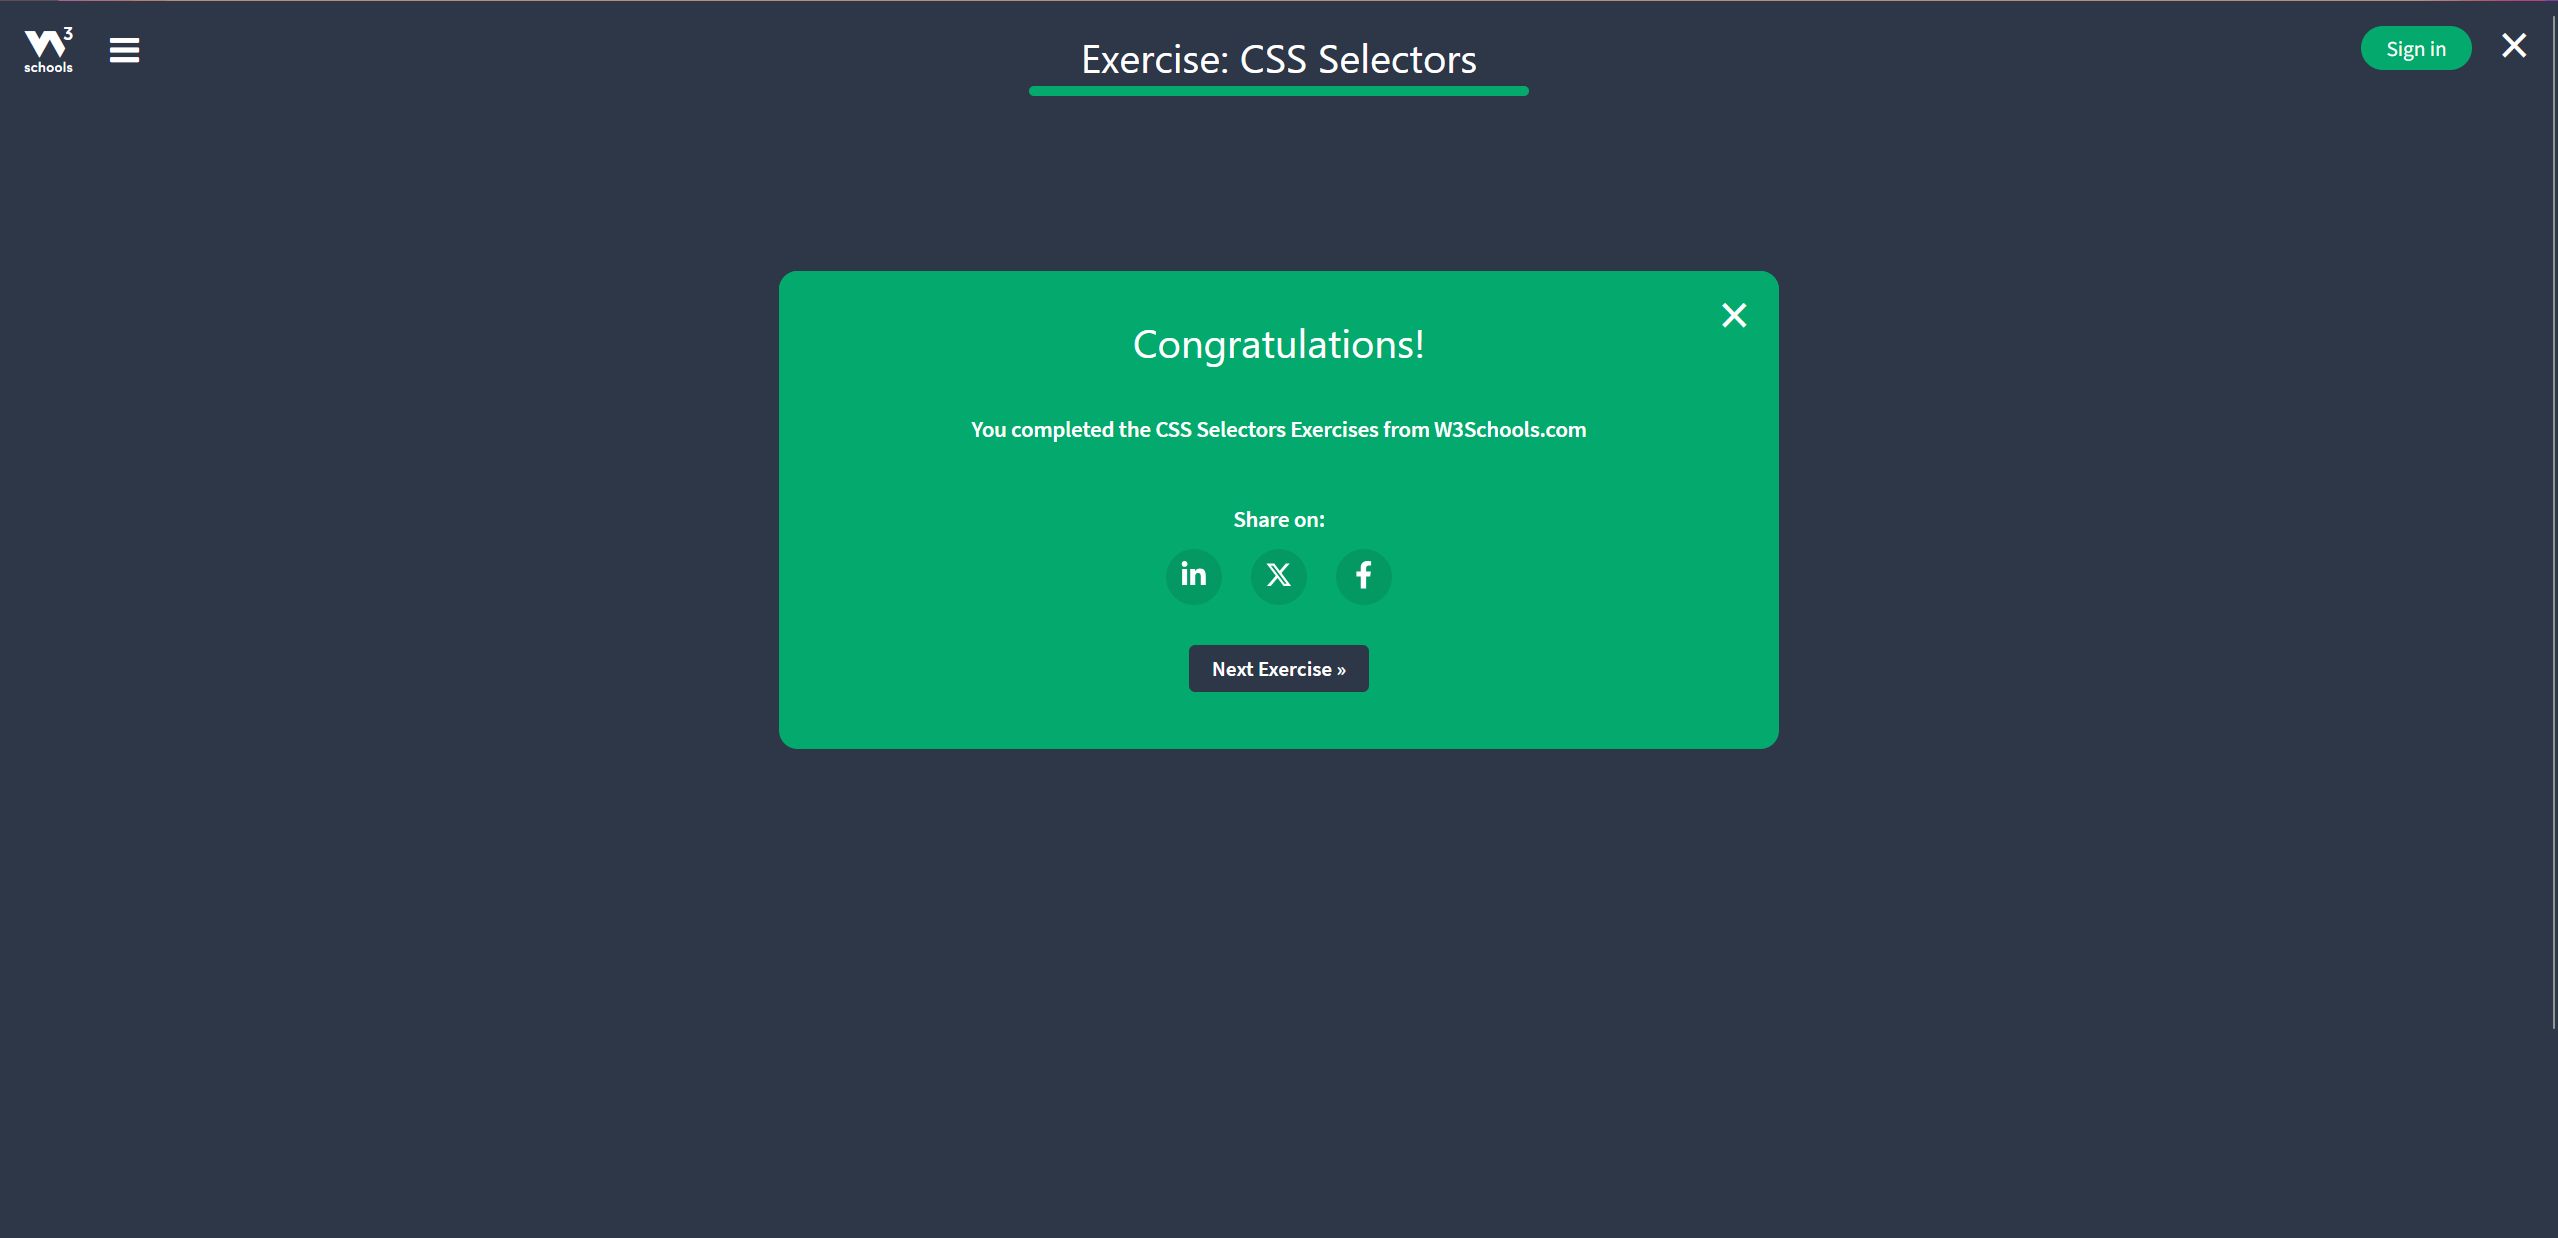 W3
schools
Exercise: CSS Selectors
Sign in
Congratulations!
You completed the CSS Selectors Exercises from W3Schools.com
Share on:
in X f
Next Exercise »